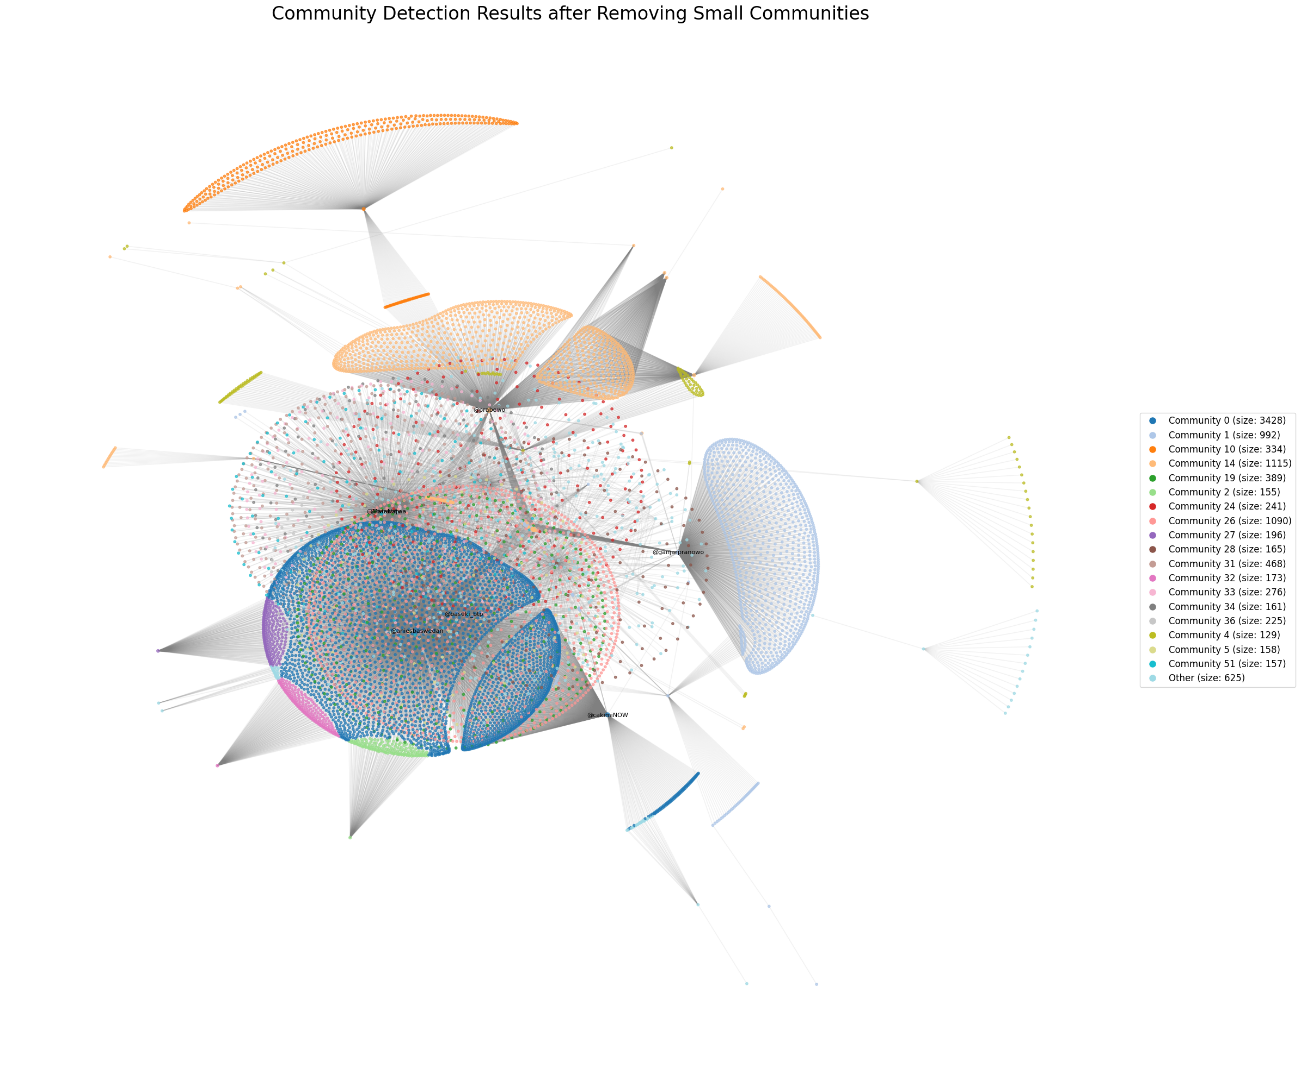 Community Detection Results after Removing Small Communities
@prabowo
@ganjarpranowo
@aniesbaswedan
Community 0 (size: 3428)
Community 1 (size: 992)
Community 10 (size: 334)
Community 14 (size: 1115)
Community 19 (size: 389)
Community 2 (size: 155)
Community 24 (size: 241)
Community 26 (size: 1090)
Community 27 (size: 196)
Community 28 (size: 165)
Community 31 (size: 468)
Community 32 (size: 173)
Community 33 (size: 276)
Community 34 (size: 161)
Community 36 (size: 225)
Community 4 (size: 129)
Community 5 (size: 158)
Community 51 (size: 157)
Other (size: 625)